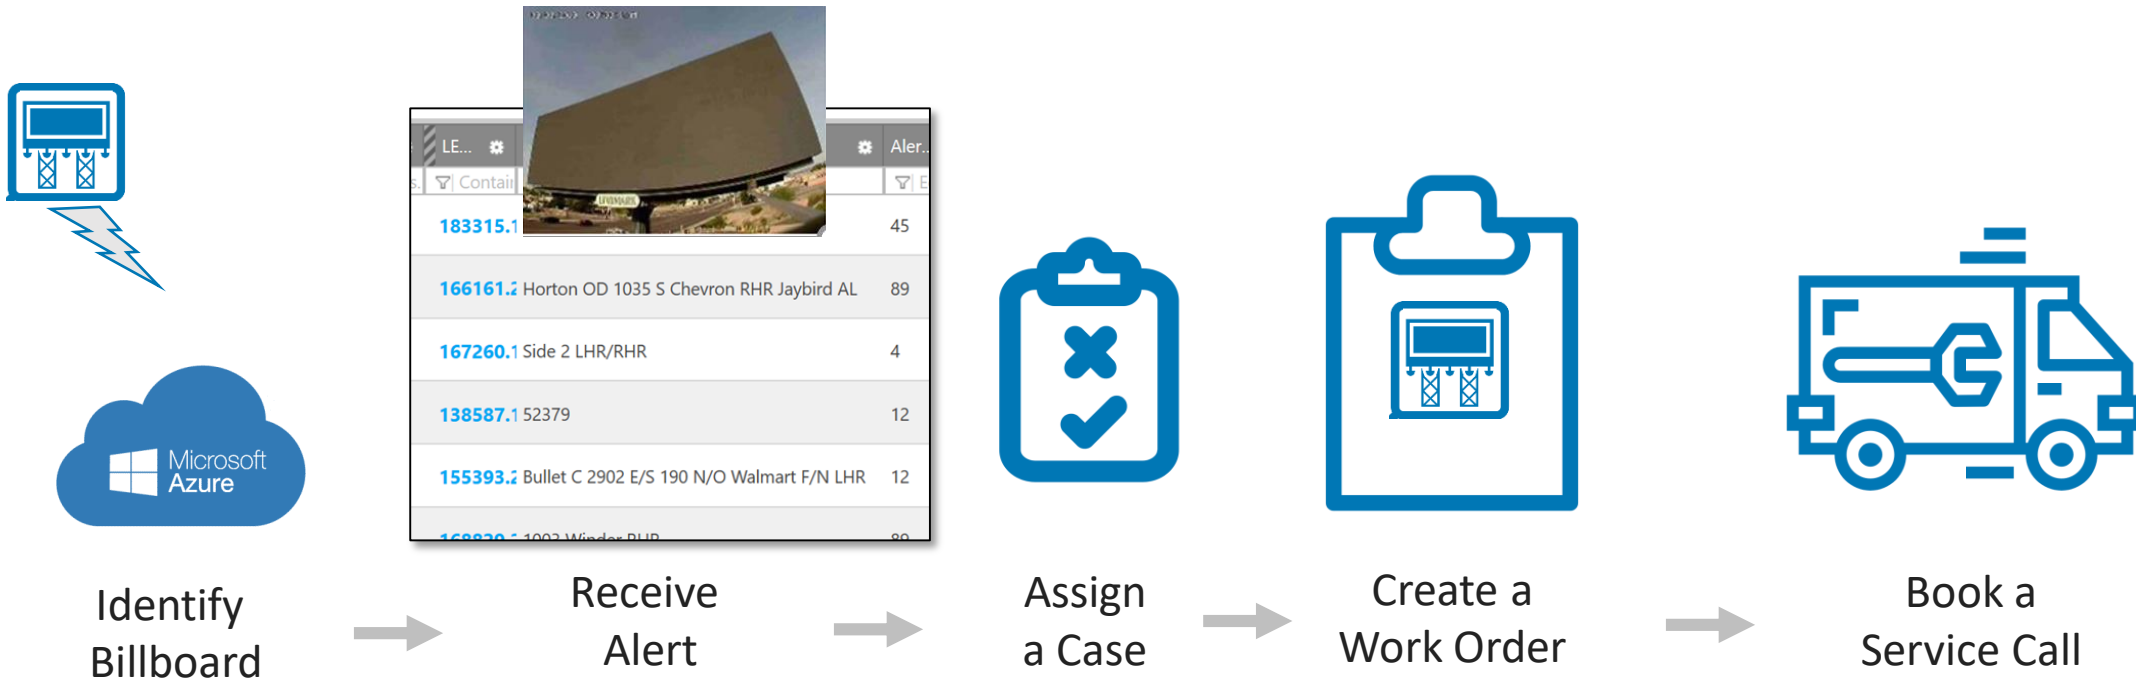 LE...
Aler..
Contain
183315.1
45
166161.2 Horton OD 1035 S Chevron RHR Jaybird AL 89
167260.1 Side 2 LHR/RHR 4
138587.1 52379 12
155393.2 Bullet C 2902 E/S 190 N/O Walmart F/N LHR 12
Microsoft
Azure
Identify
Billboard
Receive
Alert
Assign
a Case
Create a
Work Order
Book a
Service Call